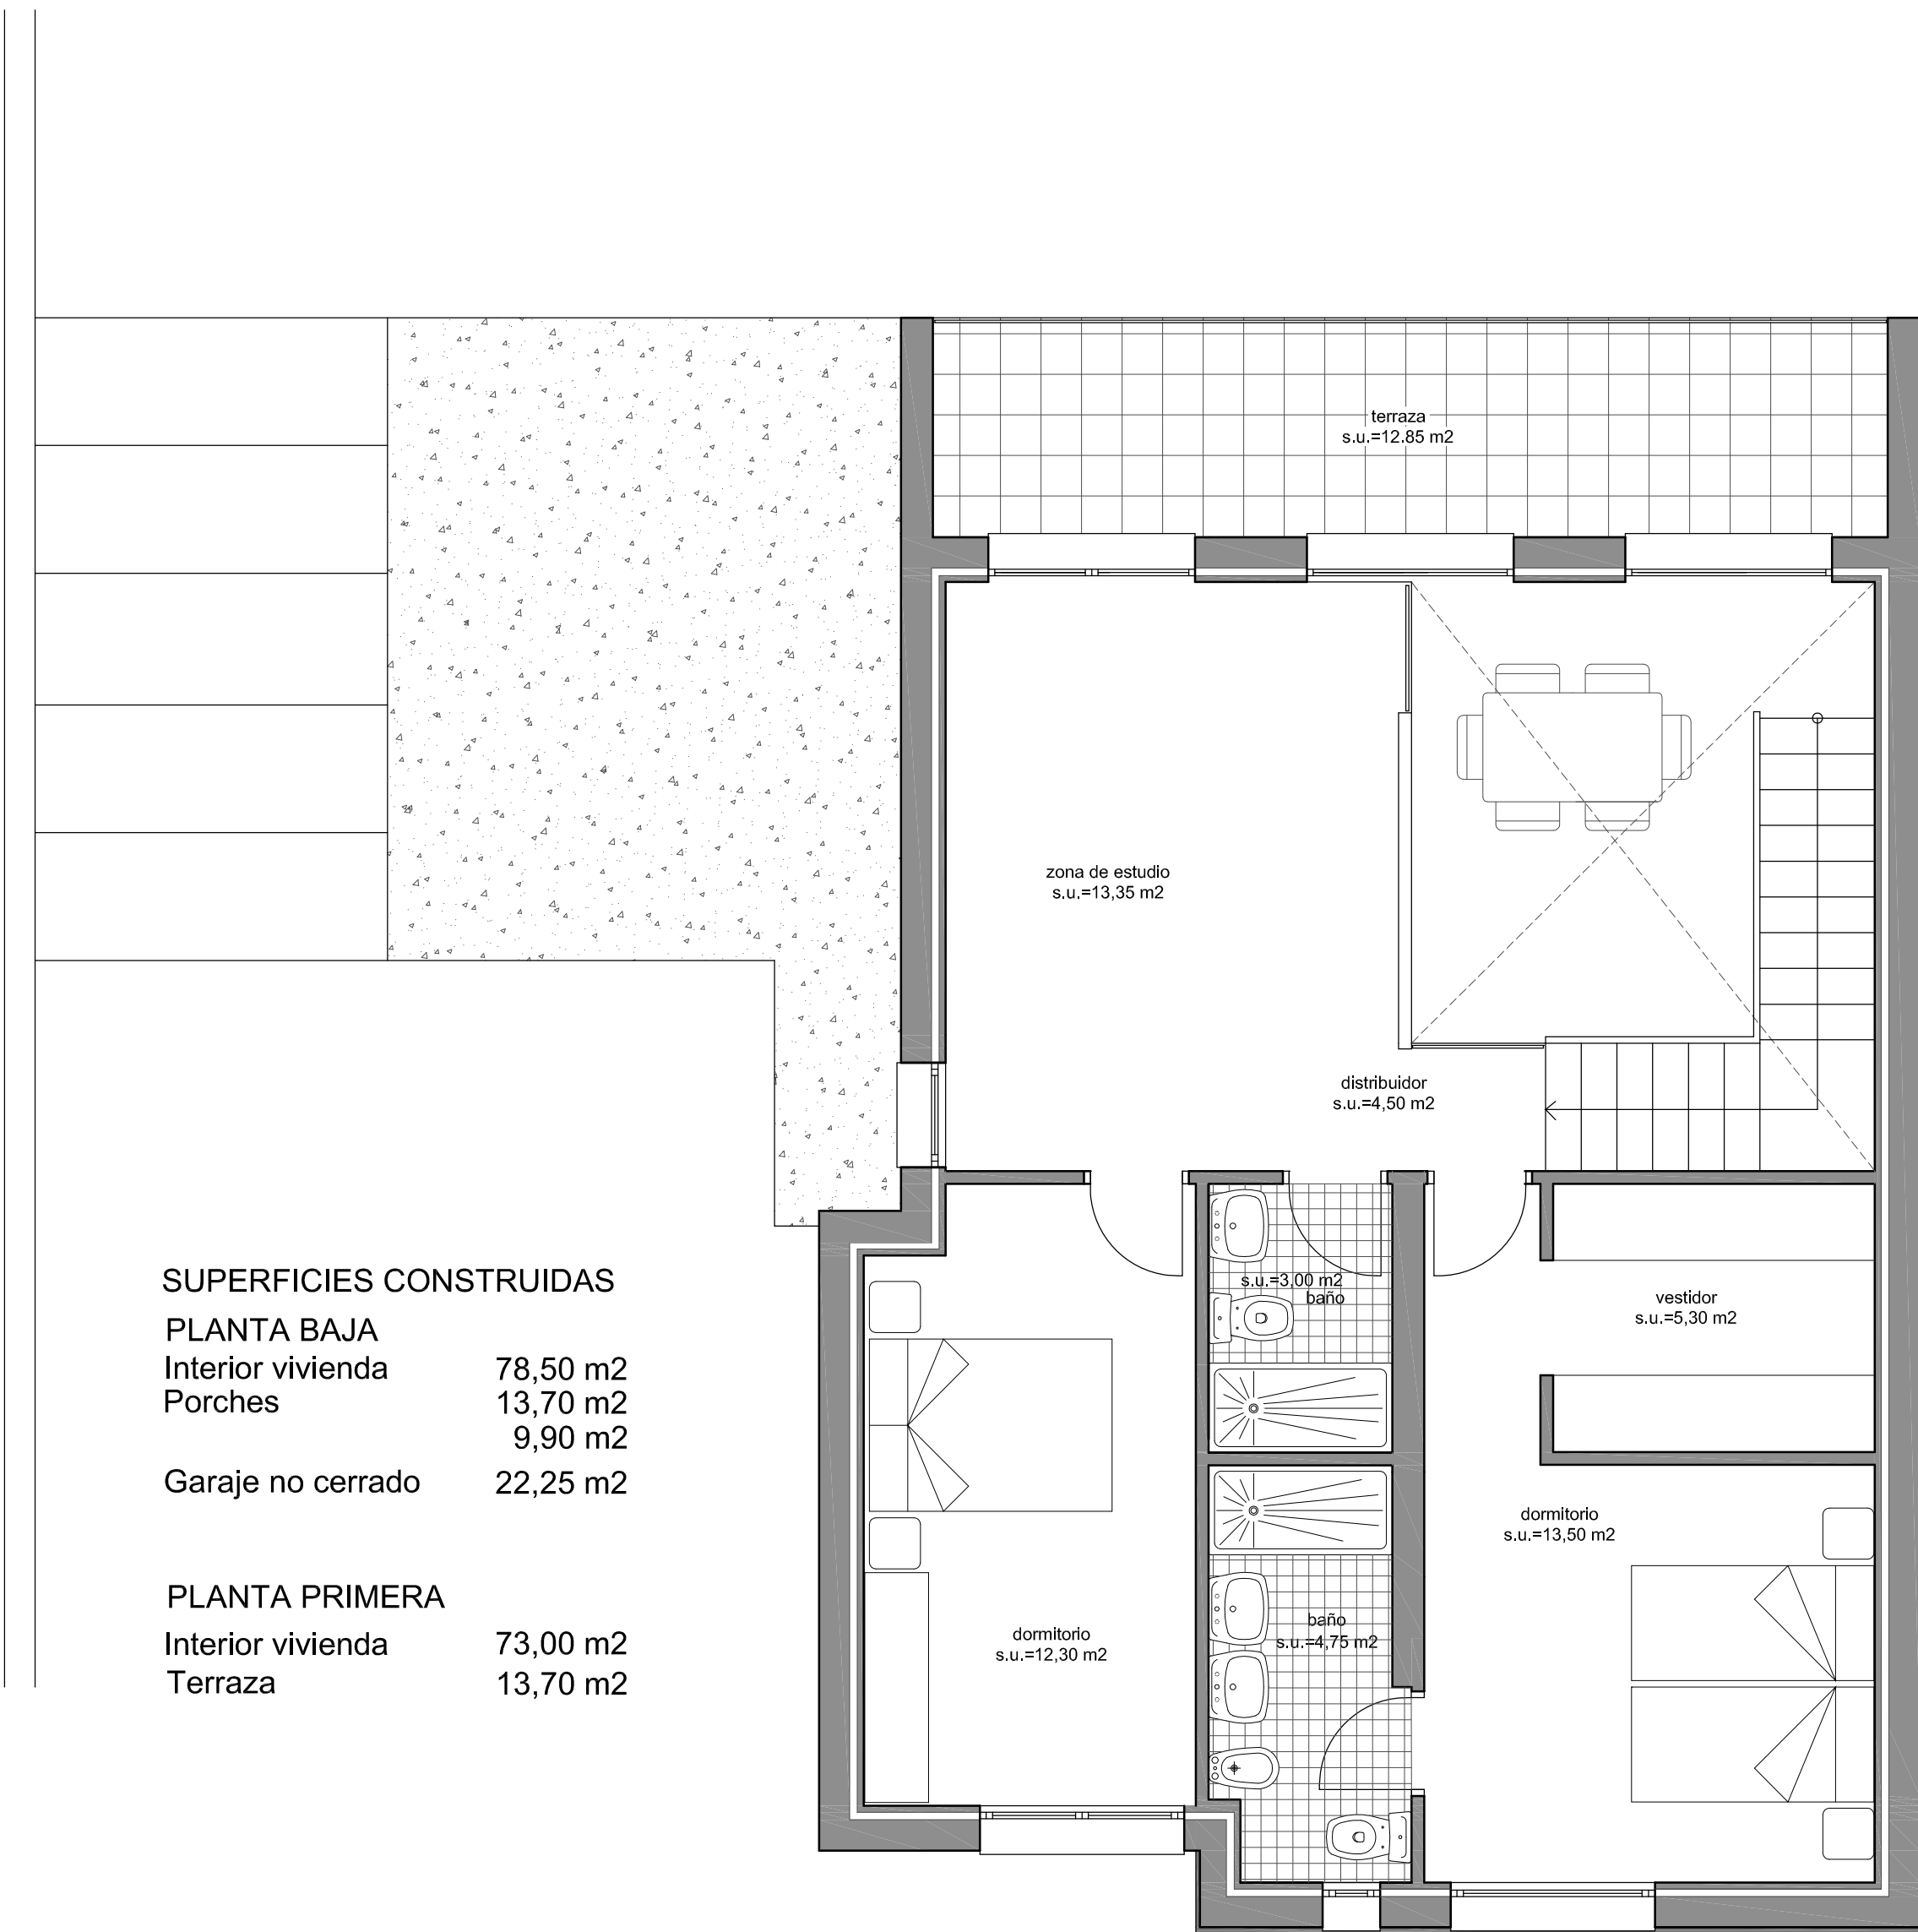 terraza
s.u.=12.85 m2
zona de estudio
s.u.=13,35 m2
distribuidor
s.u.=4,50 m2
s.u.=3,00 m2
baño
vestidor
s.u.=5,30 m2
dormitorio
s.u.=13,50 m2
baño
s.u.=4,75 m2
dormitorio
s.u.=12,30 m2
SUPERFICIES CONSTRUIDAS
PLANTA BAJA
Interior vivienda 78,50 m2
Porches 13,70 m2
9,90 m2
Garaje no cerrado 22,25 m2
PLANTA PRIMERA
Interior vivienda 73,00 m2
Terraza 13,70 m2